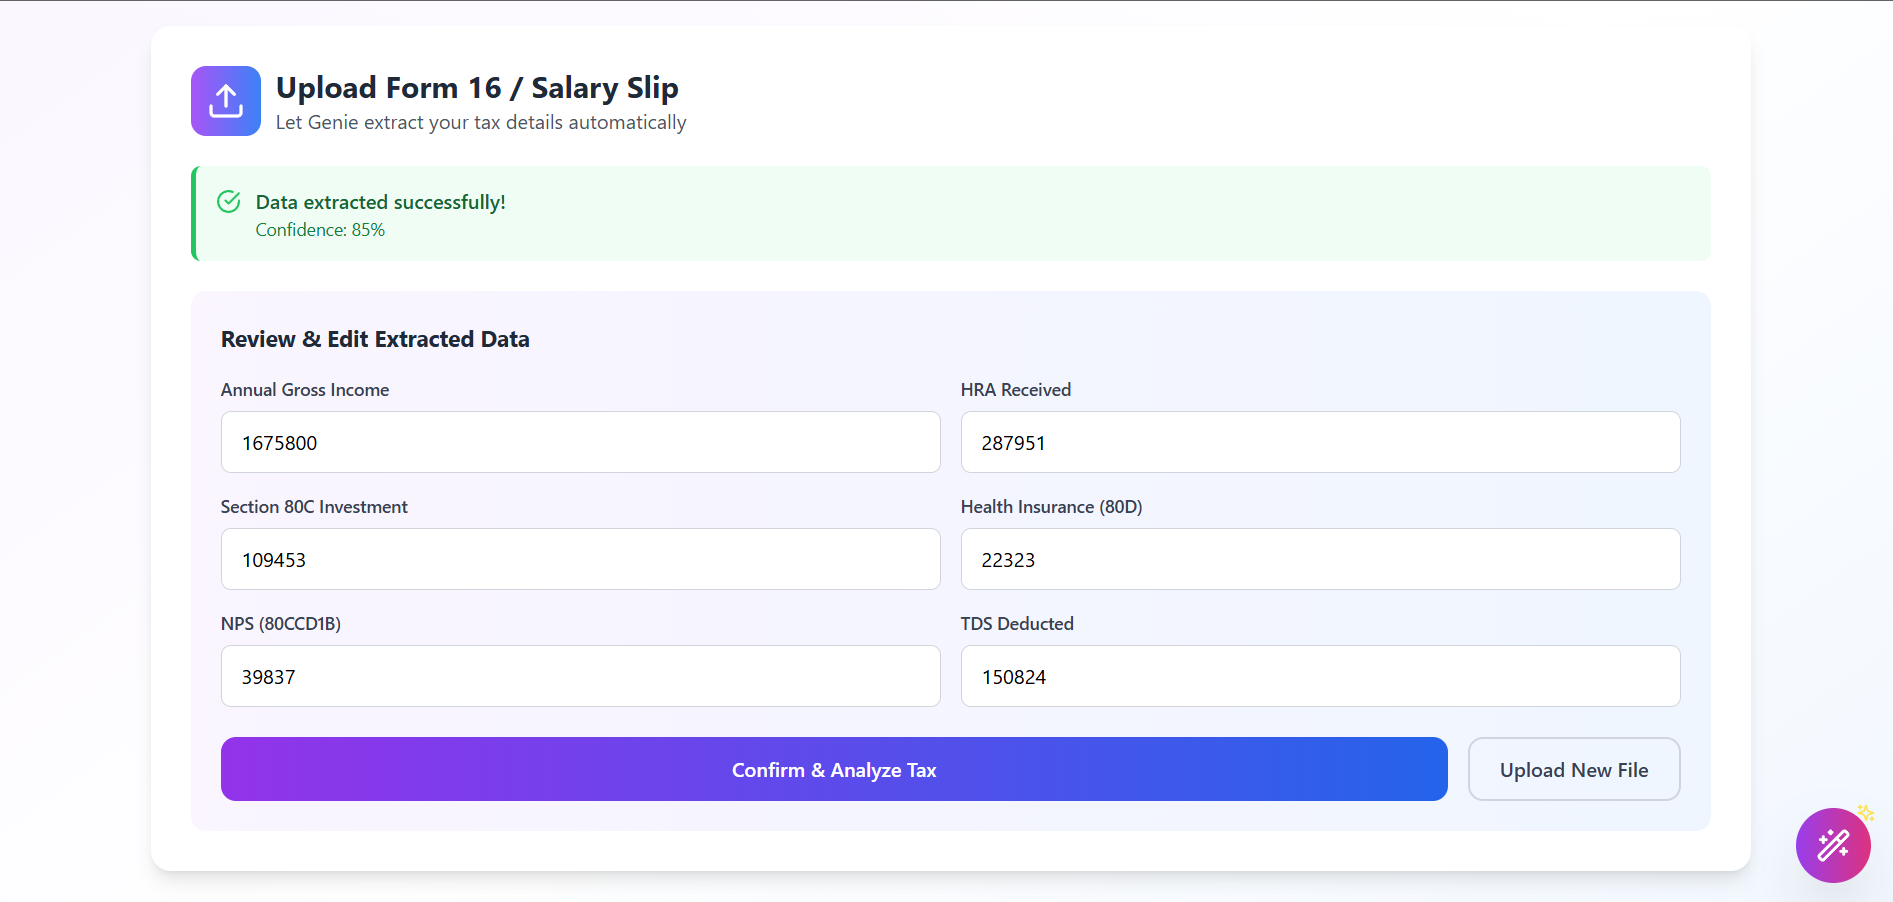 Upload Form 16 / Salary Slip
Let Genie extract your tax details automatically
Data extracted successfully!
Confidence: 85%
Review & Edit Extracted Data
Annual Gross Income
1675800
HRA Received
287951
Section 80C Investment
109453
Health Insurance (80D)
22323
NPS (80CCD1B)
39837
TDS Deducted
150824
Confirm & Analyze Tax
Upload New File